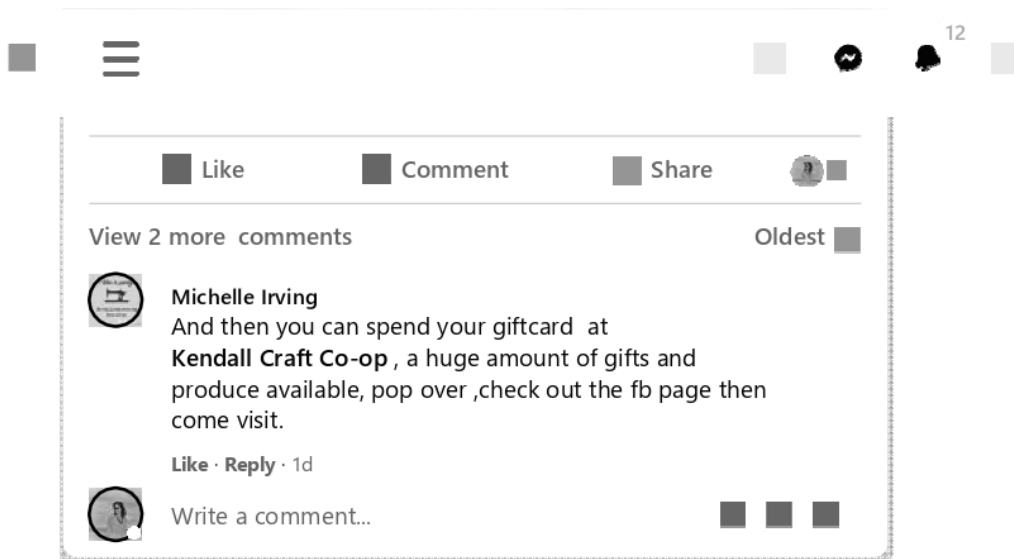 12
Like Comment Share
View 2 more comments Oldest
Michelle Irving
And then you can spend your giftcard at
Kendall Craft Co-op , a huge amount of gifts and
produce available, pop over ,check out the fb page then
come visit.
Like · Reply · 1d
Write a comment...